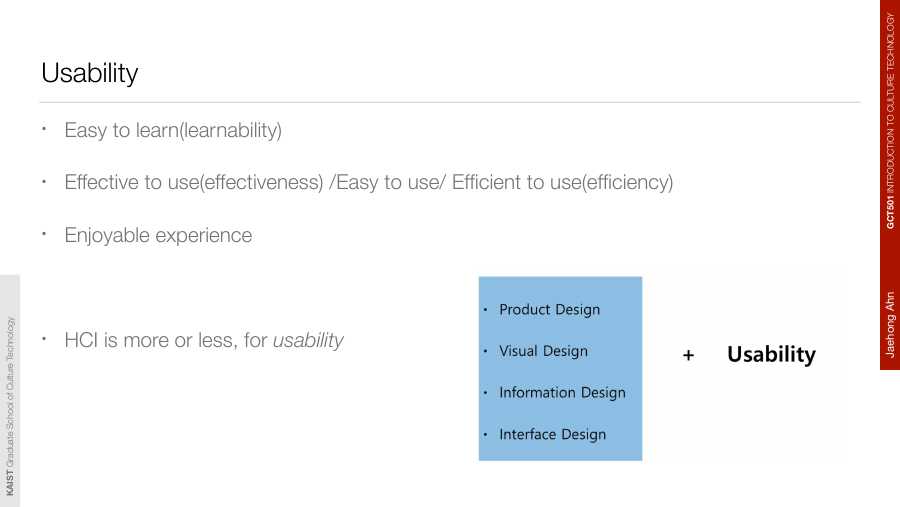 Usability
• Easy to learn(learnability)
• Effective to use(effectiveness) /Easy to use/ Efficient to use(efficiency)
• Enjoyable experience
• HCI is more or less, for usability
• Product Design
• Visual Design
• Information Design
• Interface Design
+ Usability
GCT501 INTRODUCTION TO CULTURE TECHNOLOGY
Jaehong Ahn
KAIST Graduate School of Culture Technology